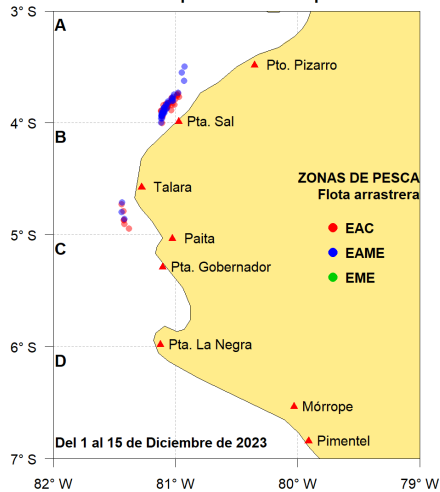 3° S
A
Pto. Pizarro
4° S
Pta. Sal
B
ZONAS DE PESCA
Talara
Flota arrastrera
EAC
5° S
Paita
C
EAME
Pta. Gobernador
EME
6° S
Pta. La Negra
D
Mórrope
Del 1 al 15 de Diciembre de 2023
Pimentel
7° S
82° W
81° W
80° W
79° W